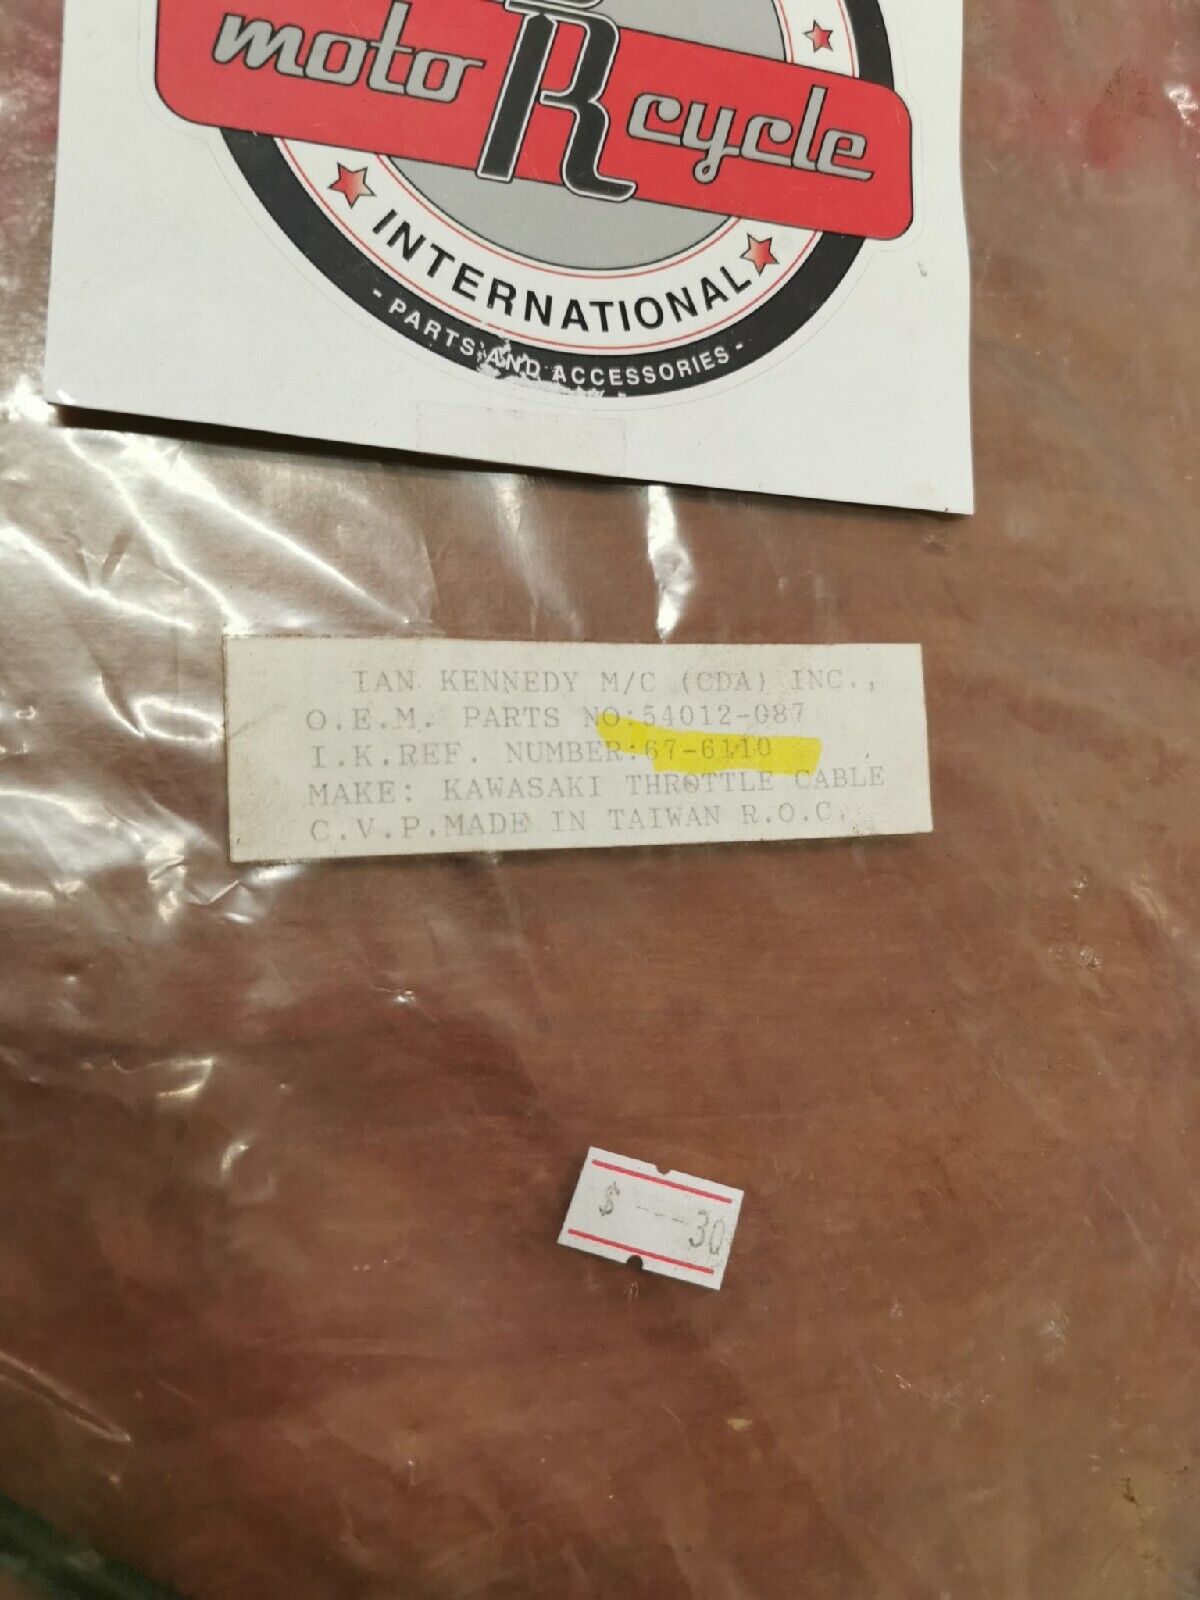 moto R cycle
INTERNATIONAL
- PARTS AND ACCESSORIES -
IAN KENNEDY M/C (CDA) INC.,
O.E.M. PARTS NO:54012-087
I.K.REF. NUMBER:67-6110
MAKE: KAWASAKI THROTTLE CABLE
C.V.P.MADE IN TAIWAN R.O.C.
$ ---30